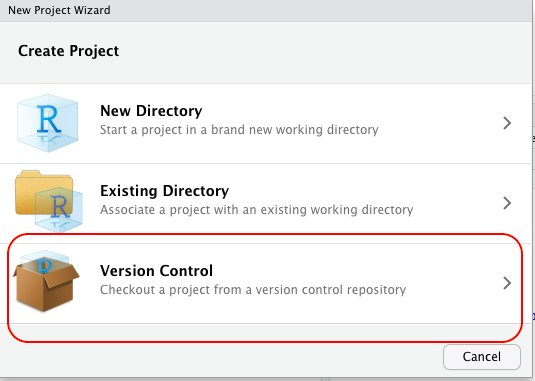 New Project Wizard
Create Project
New Directory
Start a project in a brand new working directory
Existing Directory
Associate a project with an existing working directory
Version Control
Checkout a project from a version control repository
Cancel